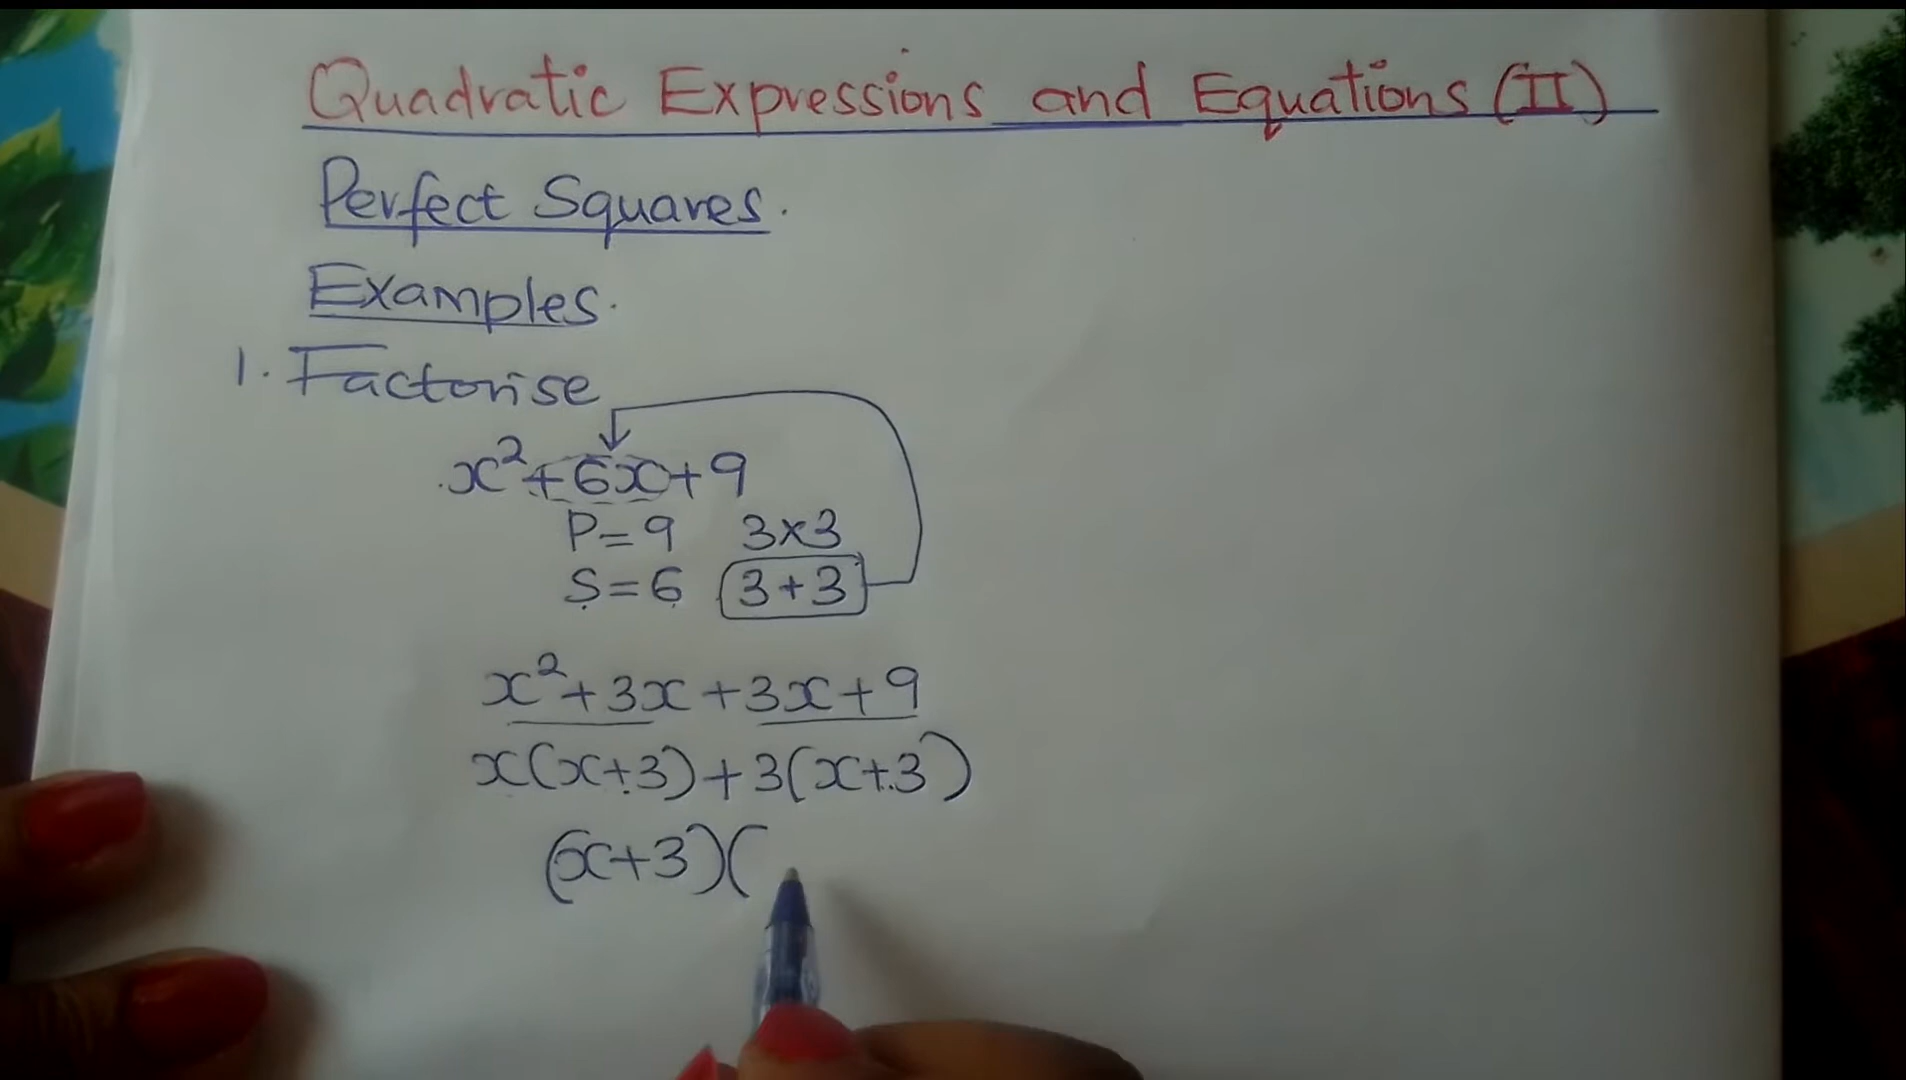 Quadratic Expressions and Equations (II)
Perfect Squares.
Examples.
1. Factorise
x²+6x+9
P=9 3x3
S=6 3+3
x²+3x+3x+9
x(x+3)+3(x+3)
(x+3)(